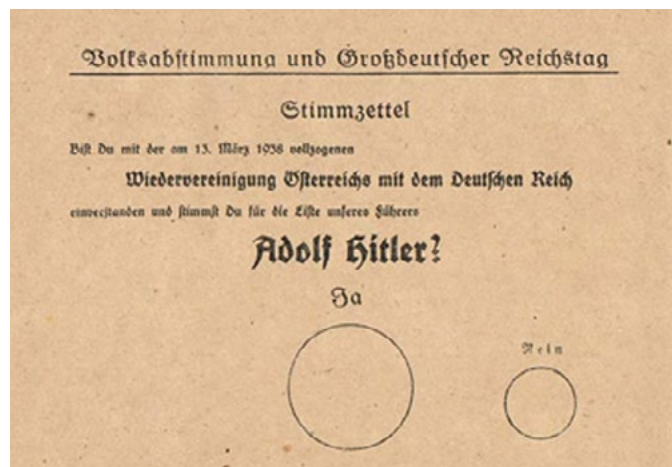 Volksabstimmung und Großdeutscher Reichstag
Stimmzettel
Bist Du mit der am 13. März 1938 vollzogenen
Wiedervereinigung Österreichs mit dem Deutschen Reich
einverstanden und stimmst Du für die Liste unseres Führers
Adolf Hitler?
Ja
Nein